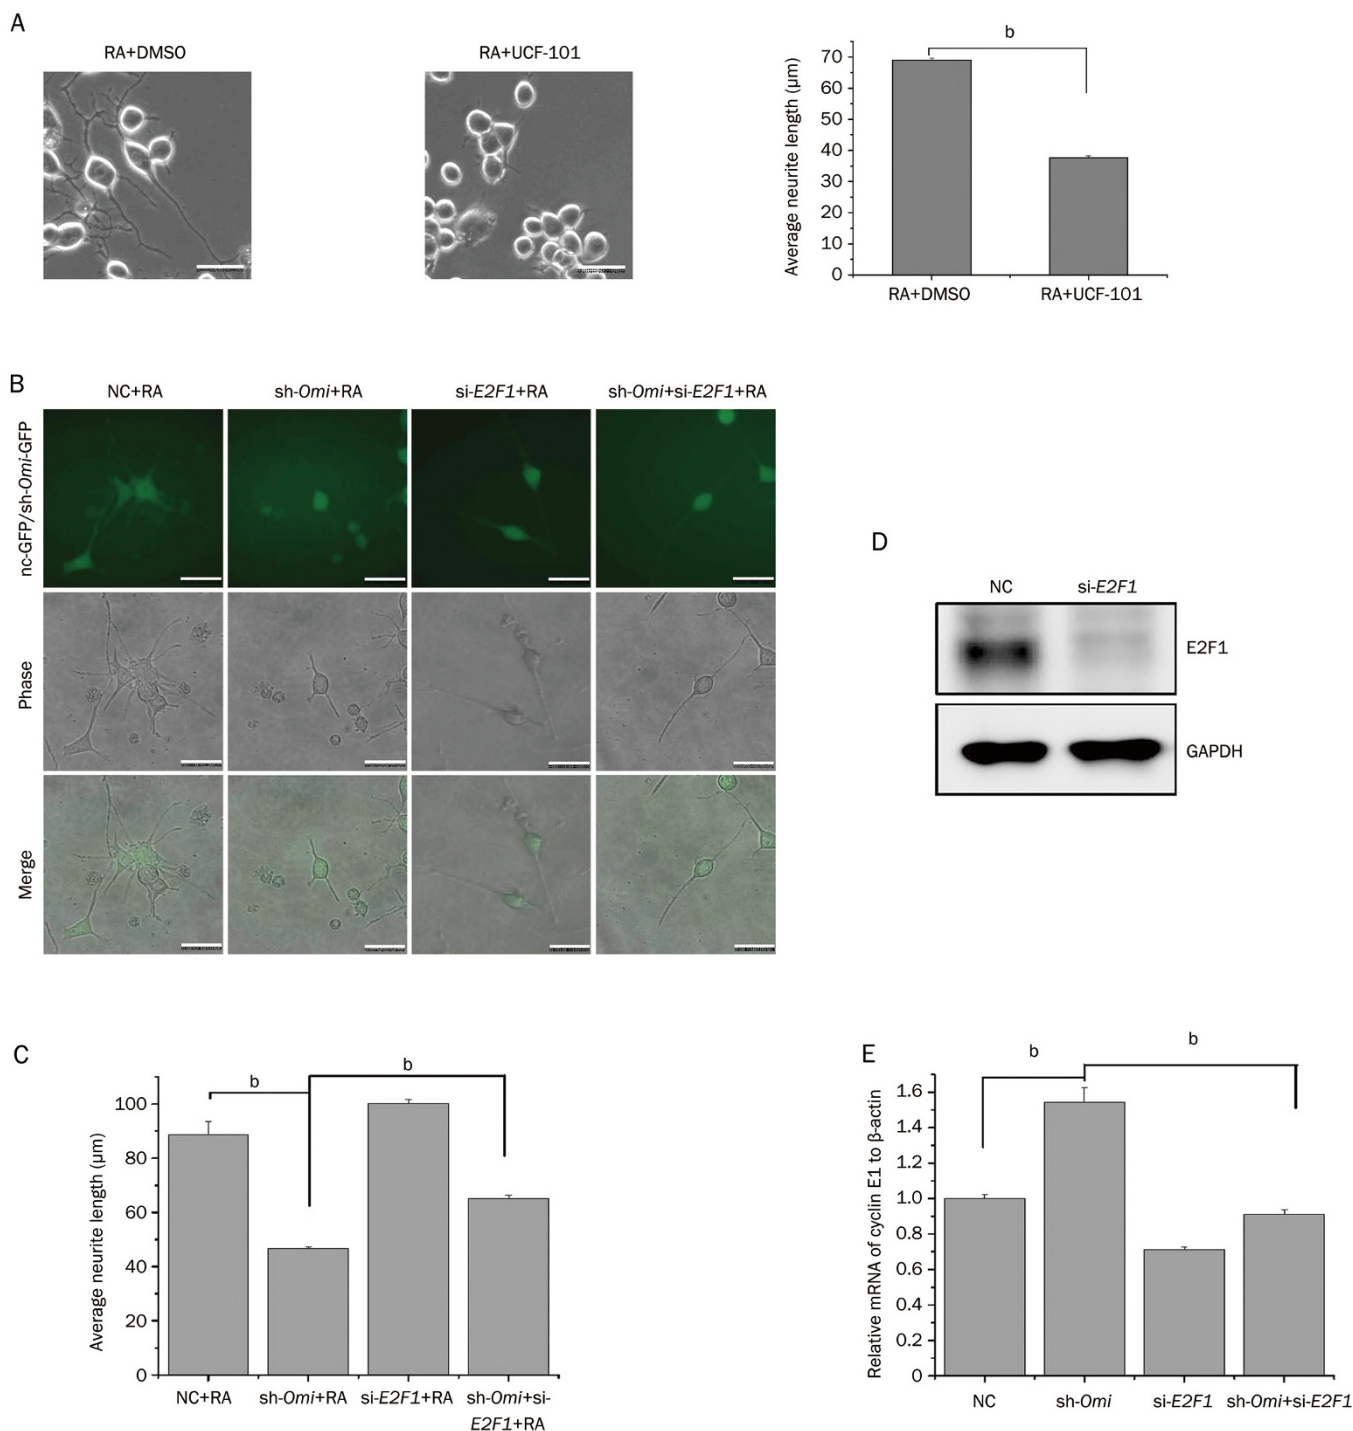 A
RA+DMSO
RA+UCF-101
b
Average neurite length (µm)
70
60
50
40
30
20
10
0
RA+DMSO
RA+UCF-101
B
NC+RA
sh-Omi+RA
si-E2F1+RA
sh-Omi+si-E2F1+RA
nc-GFP/sh-Omi-GFP
Phase
Merge
D
NC
si-E2F1
E2F1
GAPDH
C
b
b
Average neurite length (µm)
100
80
60
40
20
0
NC+RA
sh-Omi+RA
si-E2F1+RA
sh-Omi+si-
E2F1+RA
E
b
b
Relative mRNA of cyclin E1 to β-actin
1.6
1.4
1.2
1.0
0.8
0.6
0.4
0.2
0
NC
sh-Omi
si-E2F1
sh-Omi+si-E2F1